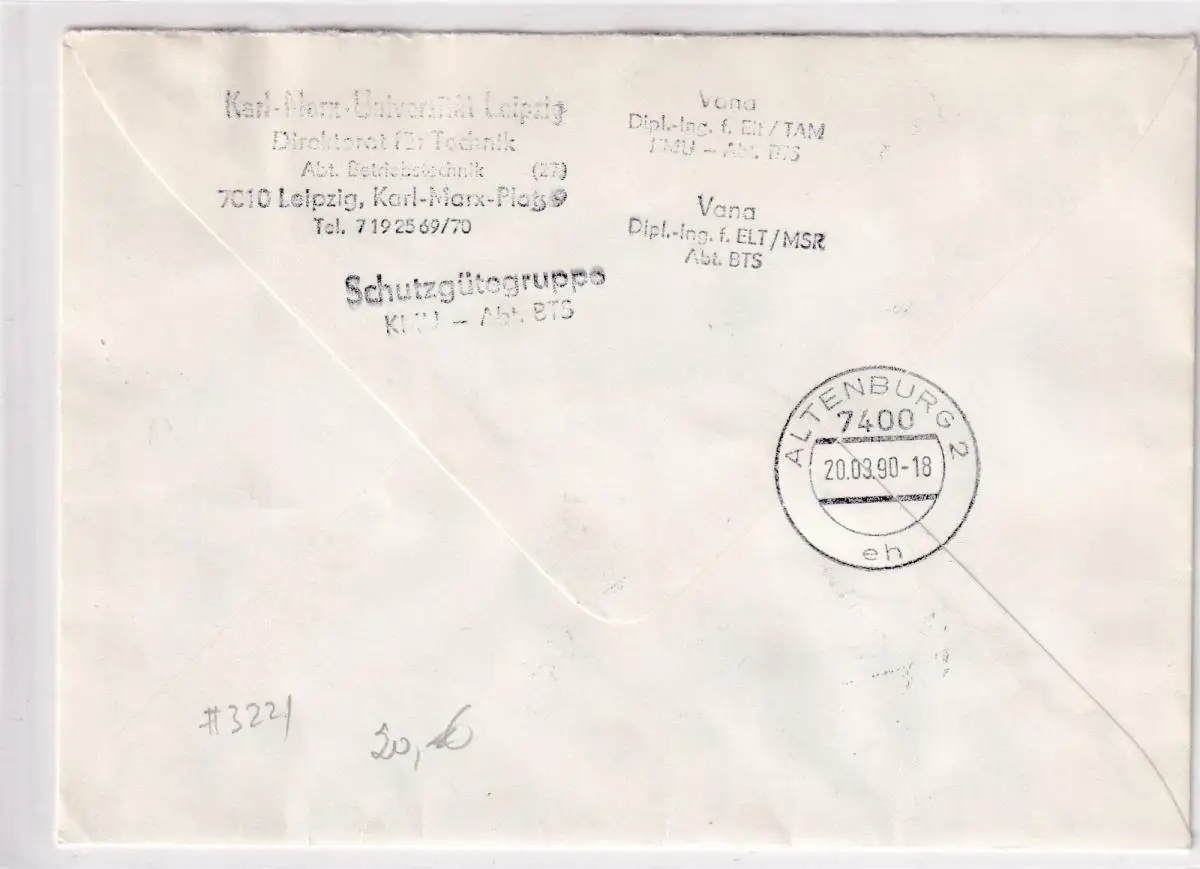 Karl-Marx-Universität Leipzig
Direktorat für Technik
Abt. Betriebstechnik (27)
7010 Leipzig, Karl-Marx-Platz 9
Tel. 7 19 25 69/70
Vana
Dipl.-Ing. f. Elt/TAM
KMU - Abt. BTS
Vana
Dipl.-Ing. f. ELT/MSR
Abt. BTS
Schutzgütegruppe
KMU - Abt. BTS
ALTENBURG 2
7400
20.03.90-18
eh
#3221
20,-€